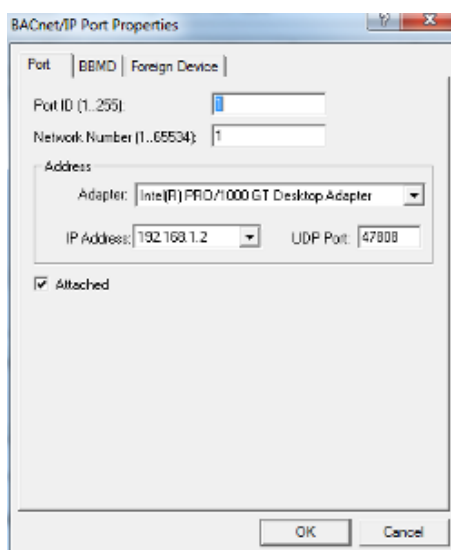 BACnet/IP Port Properties
Port BBMD Foreign Device
Port ID (1..255): 1
Network Number (1..65534): 1
Address
Adapter: Intel(R) PRO/1000 GT Desktop Adapter
IP Address: 192.168.1.2 UDP Port: 47808
Attached
OK Cancel